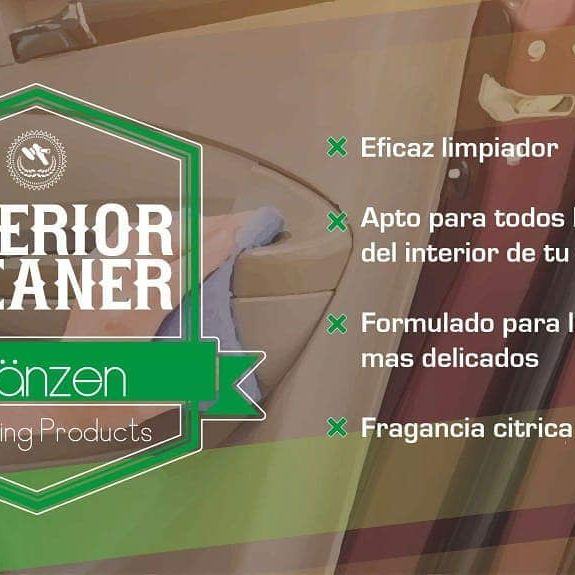 ERIOR
EANER
änzen
ing Products
Eficaz limpiador
Apto para todos
del interior de tu
Formulado para l
mas delicados
Fragancia citrica